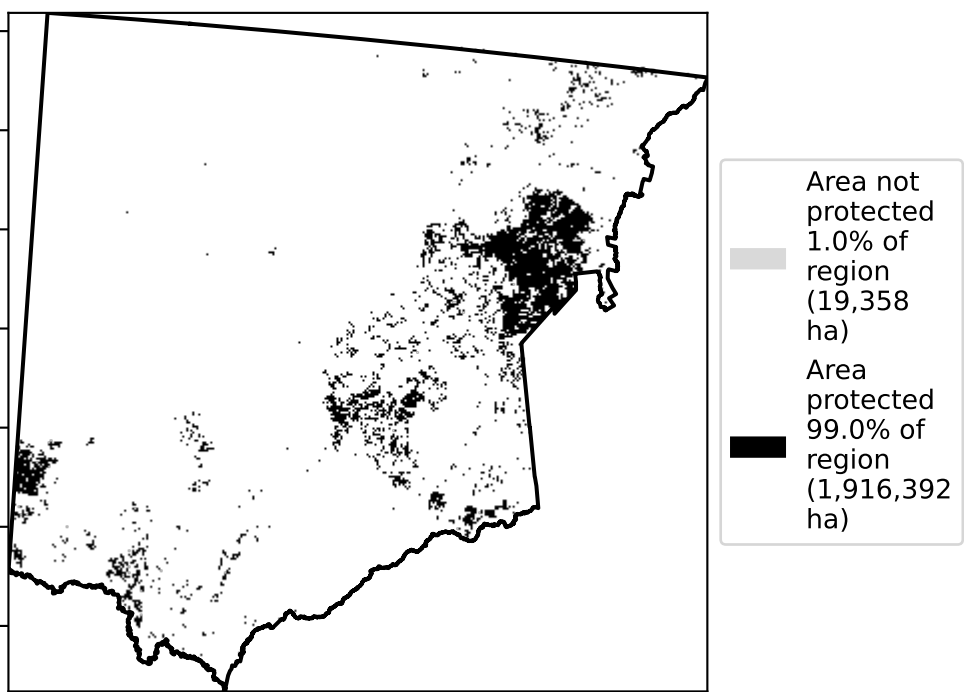 Area not
protected
1.0% of
region
(19,358
ha)
Area
protected
99.0% of
region
(1,916,392
ha)